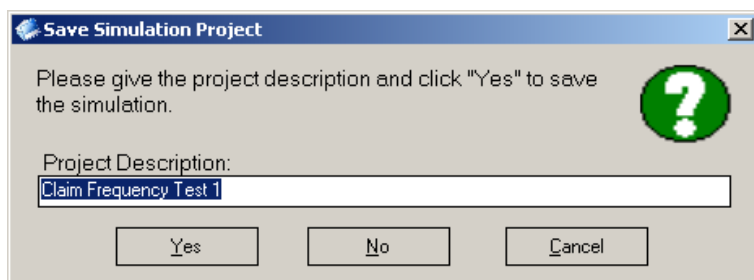 Save Simulation Project
Please give the project description and click "Yes" to save
the simulation.
Project Description:
Claim Frequency Test 1
Yes No Cancel